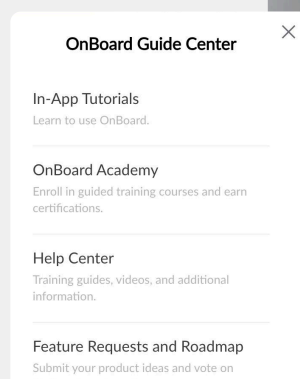 OnBoard Guide Center
In-App Tutorials
Learn to use OnBoard.
OnBoard Academy
Enroll in guided training courses and earn
certifications.
Help Center
Training guides, videos, and additional
information.
Feature Requests and Roadmap
Submit your product ideas and vote on